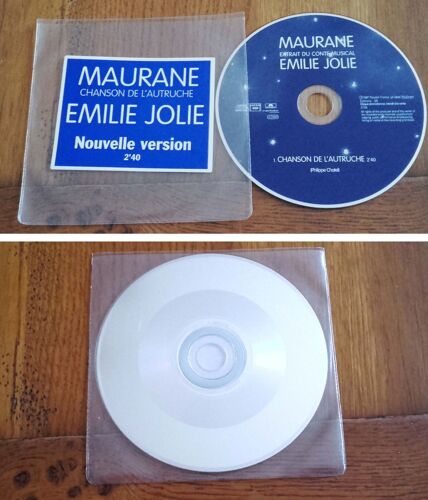 MAURANE
CHANSON DE L'AUTRUCHE
EMILIE JOLIE
Nouvelle version
2'40
MAURANE
EXTRAIT DU CONTE MUSICAL
EMILIE JOLIE
1 CHANSON DE L'AUTRUCHE 2'40
(Philippe Chatel)